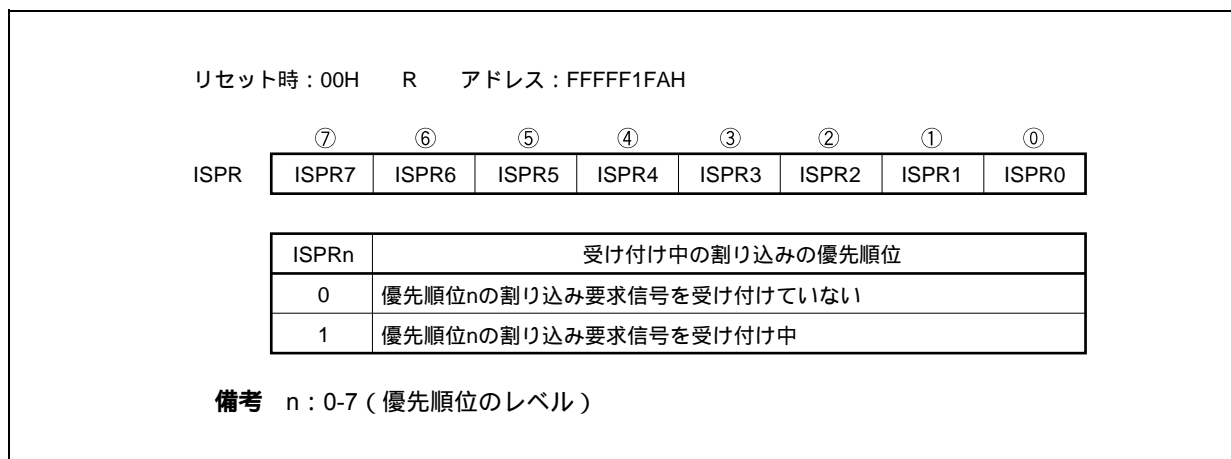 リセット時：00H　R　アドレス：FFFFF1FAH
⑦ ⑥ ⑤ ④ ③ ② ① ⓪
ISPR ISPR7 ISPR6 ISPR5 ISPR4 ISPR3 ISPR2 ISPR1 ISPR0
ISPRn 受け付け中の割り込みの優先順位
0 優先順位nの割り込み要求信号を受け付けていない
1 優先順位nの割り込み要求信号を受け付け中
備考　n：0-7（優先順位のレベル）